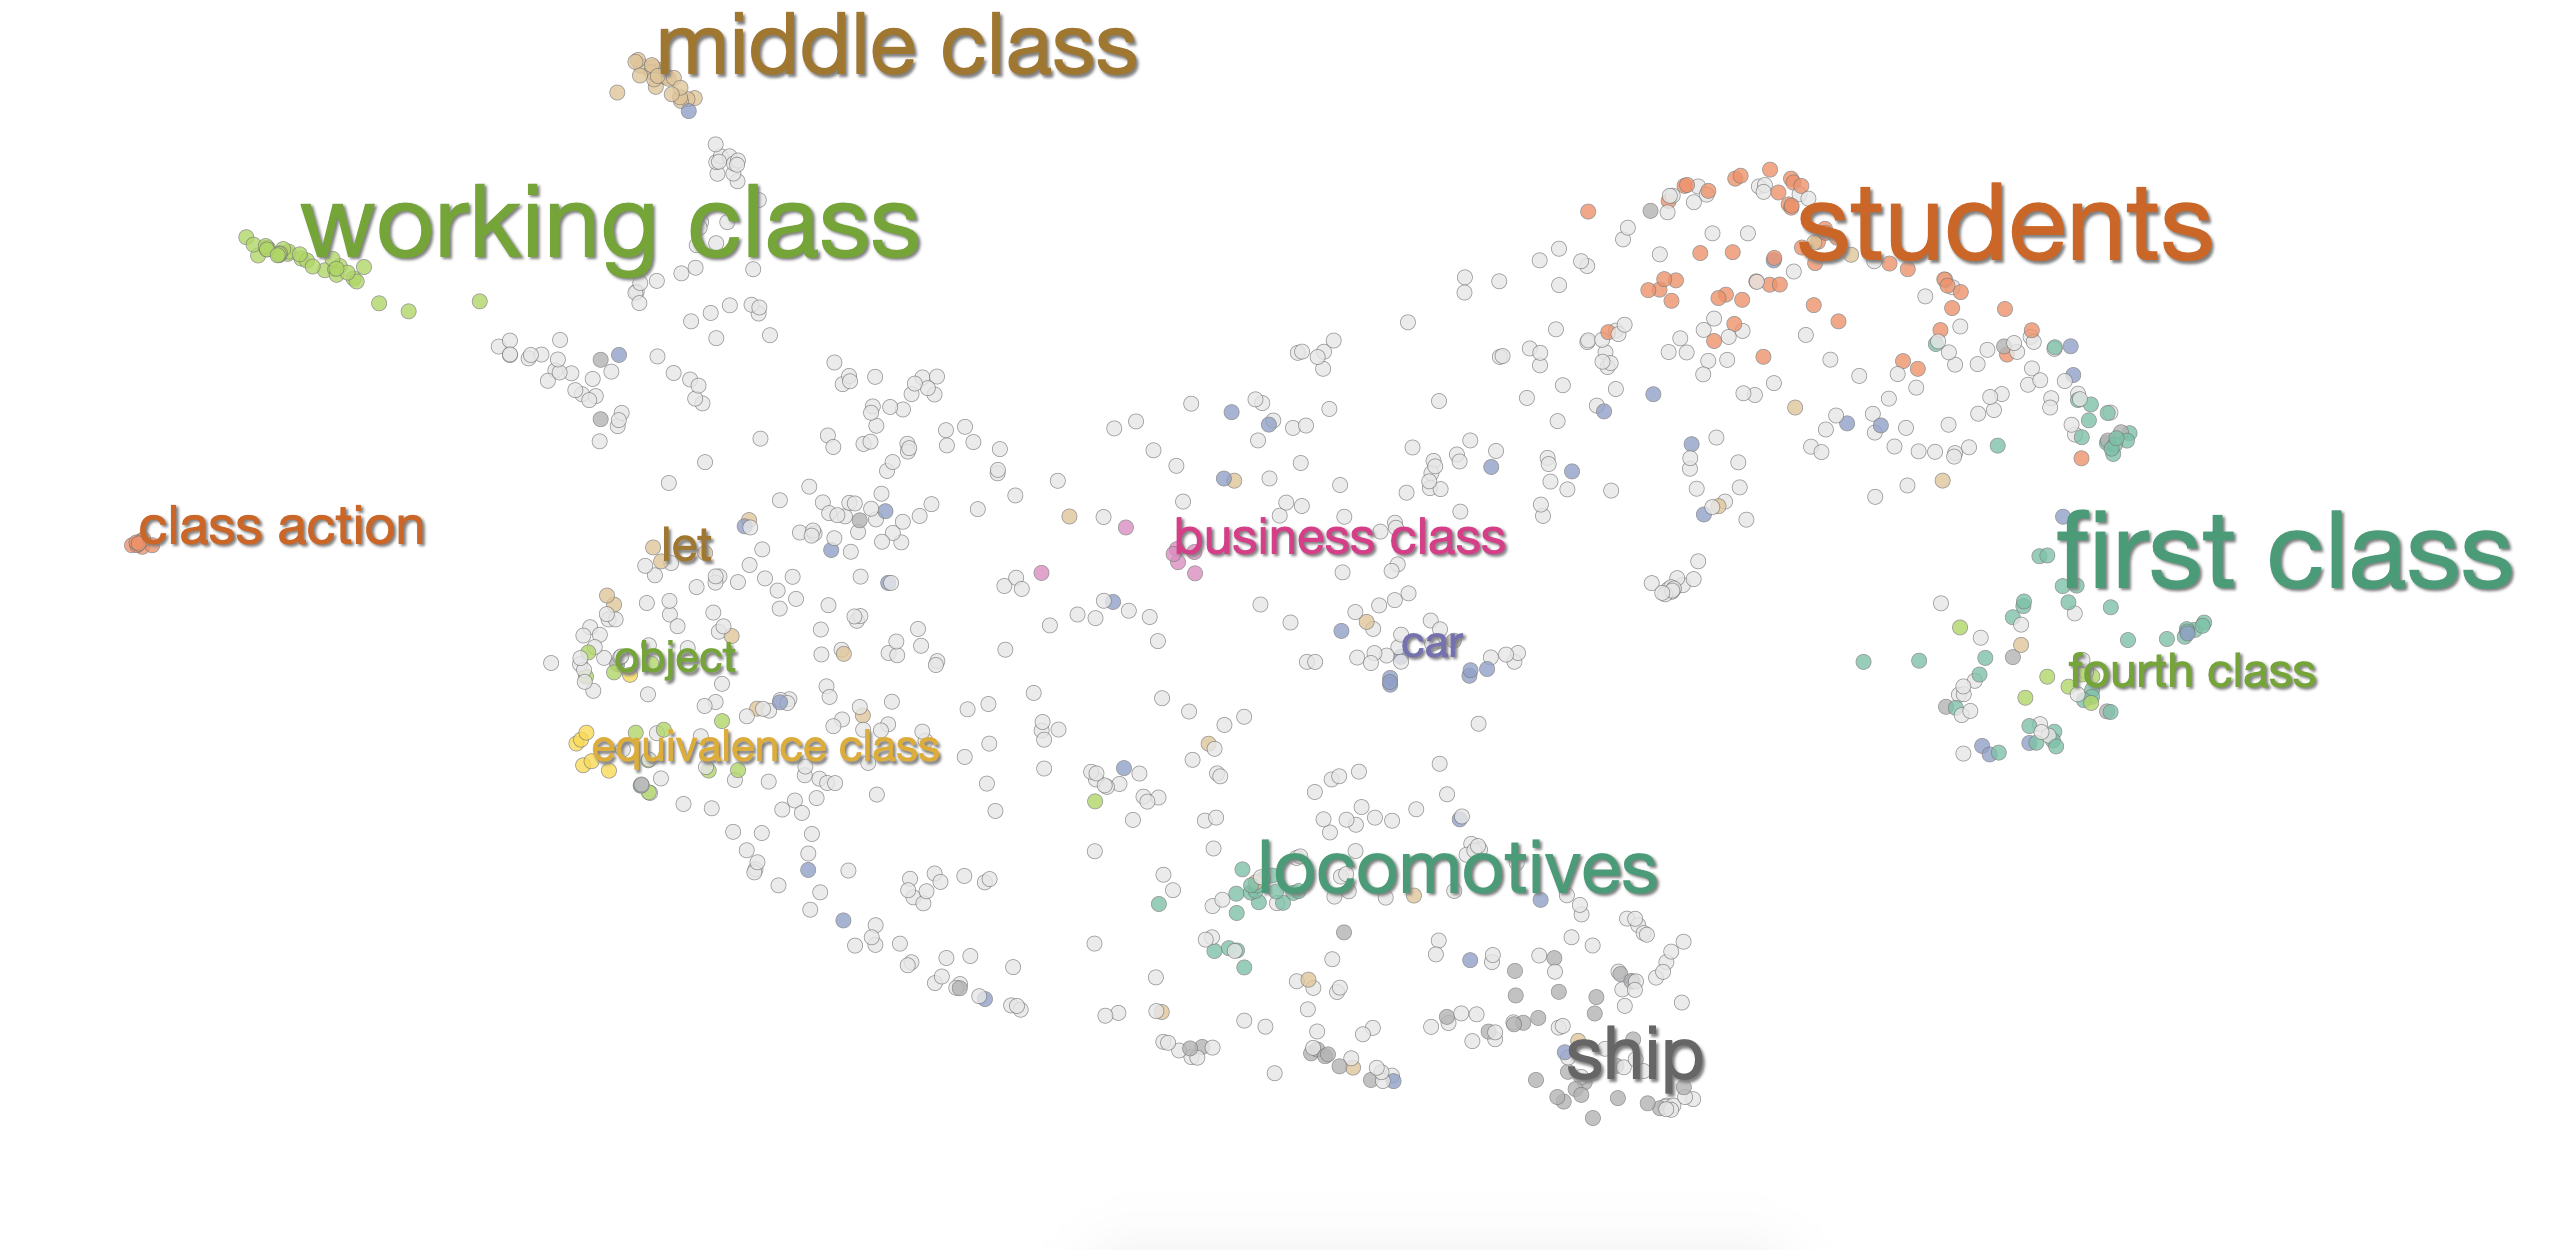 middle class
working class
students
class action
let
business class
first class
object
car
fourth class
equivalence class
locomotives
ship